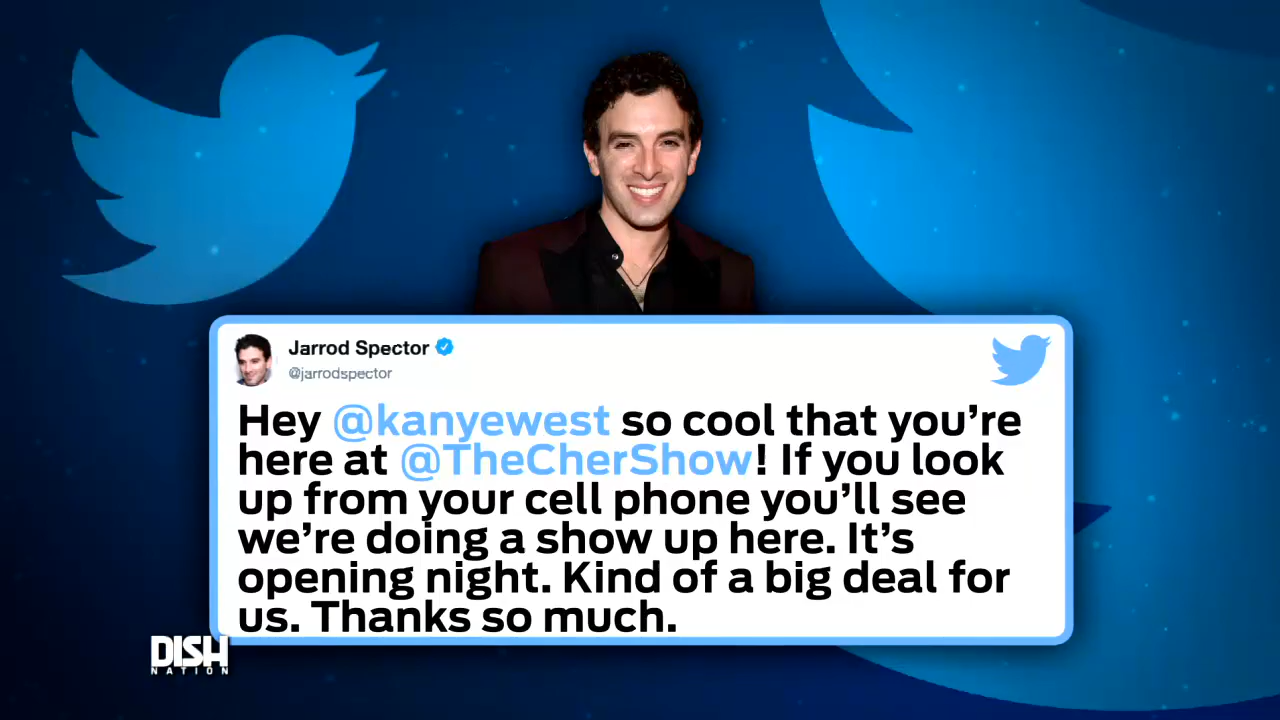 Jarrod Spector
@jarrodspector
Hey @kanyewest so cool that you’re
here at @TheCherShow! If you look
up from your cell phone you’ll see
we’re doing a show up here. It’s
opening night. Kind of a big deal for
us. Thanks so much.
DISH
NATION